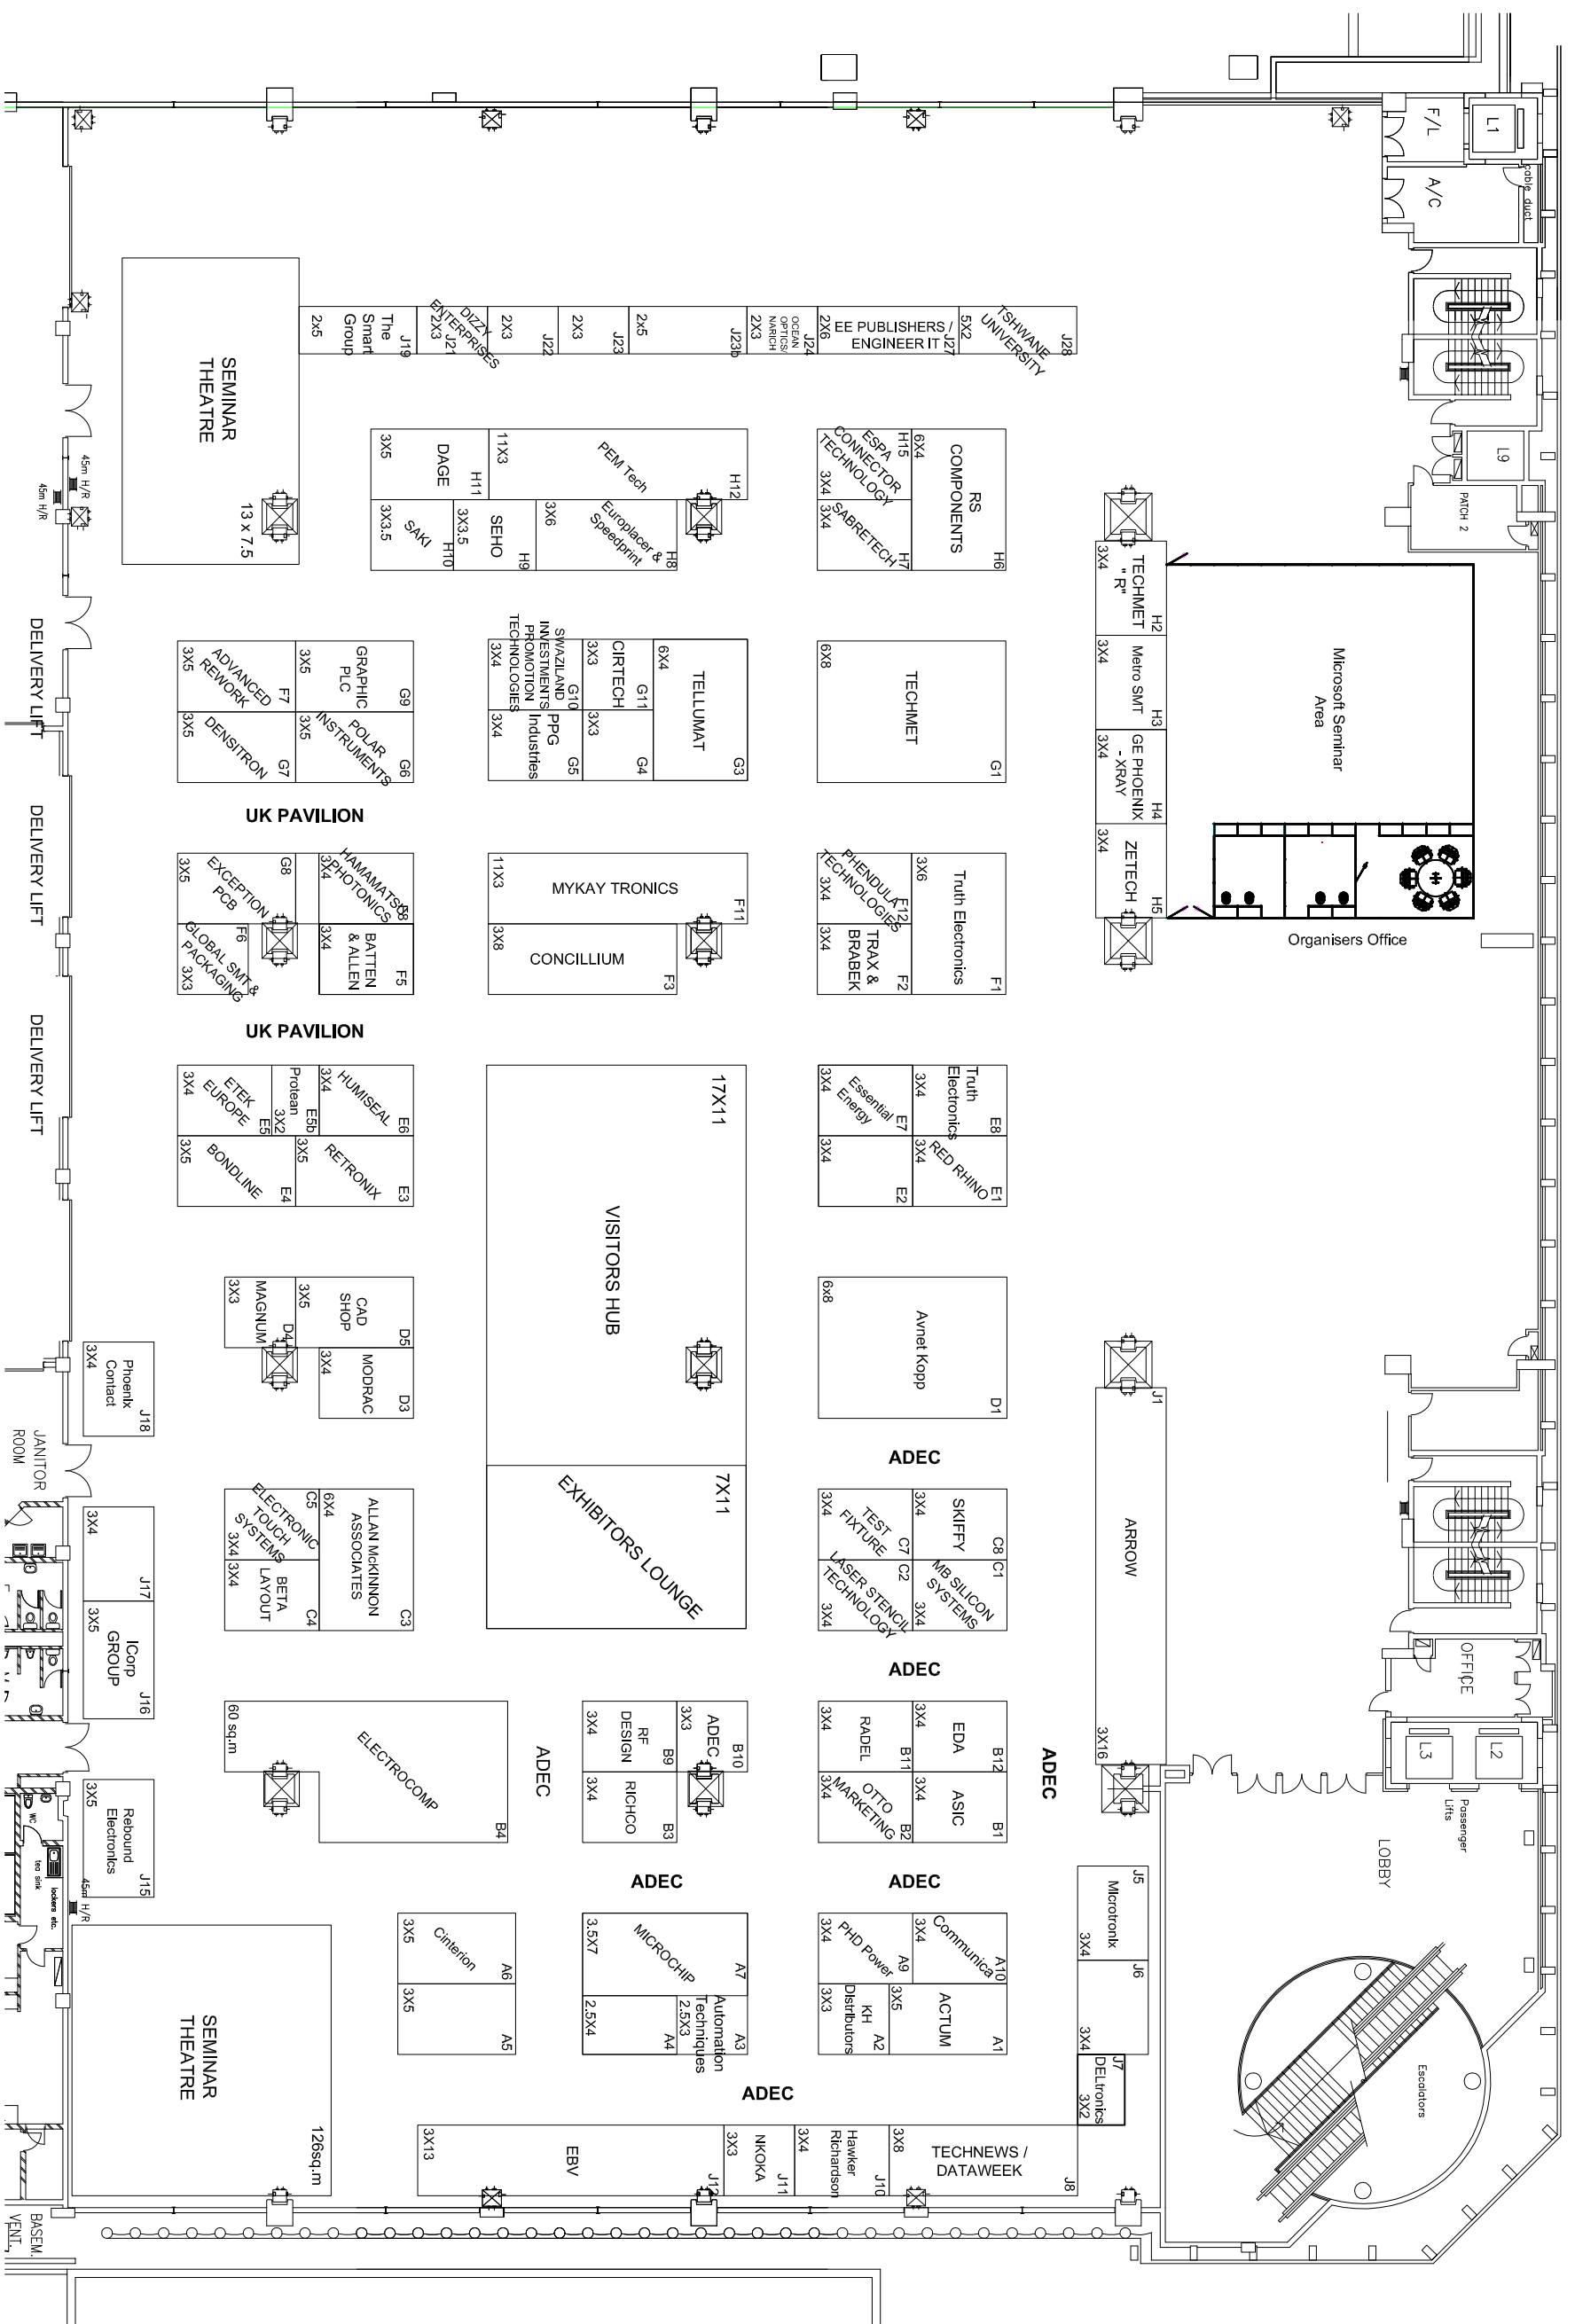 F/L
L1
A/C
cable duct
L9
PATCH 2
SEMINAR
THEATRE
13 x 7.5
J19
The
Smart
Group
2x5
J21
DIZZY
ENTERPRISES
2X3
J22
2X3
J23
2X3
J23b
2x5
J24
OCEAN
OPTICS/
NARICH
2X3
J27
EE PUBLISHERS /
ENGINEER IT
2X6
J28
TSHWANE
UNIVERSITY
5X2
45m H/R
45m H/R
H11
DAGE
3X5
H12
PEM Tech
11X3
H10
SAKI
3X3.5
H9
SEHO
3X3.5
H8
Europlacer &
Speedprint
3X6
H15
ESPA
CONNECTOR
TECHNOLOGY
3X4
H7
SABRETECH
3X4
H6
RS
COMPONENTS
6X4
H2
TECHMET
" R"
3X4
H3
Metro SMT
3X4
H4
GE PHOENIX
- XRAY
3X4
H5
ZETECH
3X4
Microsoft Seminar
Area
Organisers Office
DELIVERY LIFT
F7
ADVANCED
REWORK
3X5
G9
GRAPHIC
PLC
3X5
G7
DENSITRON
3X5
G6
POLAR
INSTRUMENTS
3X5
G10
SWAZILAND
INVESTMENTS
PROMOTION
TECHNOLOGIES
3X4
G11
CIRTECH
3X3
G5
PPG
Industries
3X4
G4
3X3
G3
TELLUMAT
6X4
G1
TECHMET
6X8
UK PAVILION
DELIVERY LIFT
G8
EXCEPTION
PCB
3X5
F8
HAMAMATSU
PHOTONICS
3X4
F6
GLOBAL SMT &
PACKAGING
3X3
F5
BATTEN
& ALLEN
3X4
F11
MYKAY TRONICS
11X3
F3
CONCILLIUM
3X8
F12
PHENDULA
TECHNOLOGIES
3X4
F2
TRAX &
BRABEK
3X4
F1
Truth Electronics
3X6
UK PAVILION
DELIVERY LIFT
E5
ETEK
EUROPE
3X4
E5b
Protean
3X2
E6
HUMISEAL
3X4
E4
BONDLINE
3X5
E3
RETRONIX
3X5
17X11
VISITORS HUB
E7
Essential
Energy
3X4
E8
Truth
Electronics
3X4
E2
3X4
E1
RED RHINO
3X4
D4
MAGNUM
3X3
D5
CAD
SHOP
3X5
D3
MODRAC
3X4
D1
Avnet Kopp
6x8
ADEC
J18
Phoenix
Contact
3X4
JANITOR
ROOM
J1
ARROW
3X16
7X11
EXHIBITORS LOUNGE
C5
ELECTRONIC
TOUCH
SYSTEMS
3X4
C4
BETA
LAYOUT
3X4
C3
ALLAN McKINNON
ASSOCIATES
6X4
C7
TEST
FIXTURE
3X4
C8
SKIFFY
3X4
C2
LASER STENCIL
TECHNOLOGY
3X4
C1
MB SILICON
SYSTEMS
3X4
ADEC
J17
3X4
J16
ICorp
GROUP
3X5
OFFICE
L3
L2
Passenger
Lifts
LOBBY
B4
ELECTROCOMP
60 sq.m
ADEC
B9
RF
DESIGN
3X4
B10
ADEC
3X3
B3
RICHCO
3X4
B11
RADEL
3X4
B12
EDA
3X4
B2
OTTO
MARKETING
3X4
B1
ASIC
3X4
ADEC
ADEC
ADEC
J15
Rebound
Electronics
3X5
WC
tea sink
lockers etc.
45m H/R
J5
Microtronix
3X4
J6
3X4
J7
DELtronics
3X2
Escalators
A6
Cinterion
3X5
A5
3X5
A7
MICROCHIP
3.5X7
A4
2.5X4
A3
Automation
Techniques
2.5X3
A9
PHD Power
3X4
A10
Communica
3X4
A2
KH
Distributors
3X3
A1
ACTUM
3X5
ADEC
SEMINAR
THEATRE
126sq.m
J12
EBV
3X13
J11
NKOKA
3X3
J10
Hawker
Richardson
3X4
J8
TECHNEWS /
DATAWEEK
3X8
BASEM.
VENT.